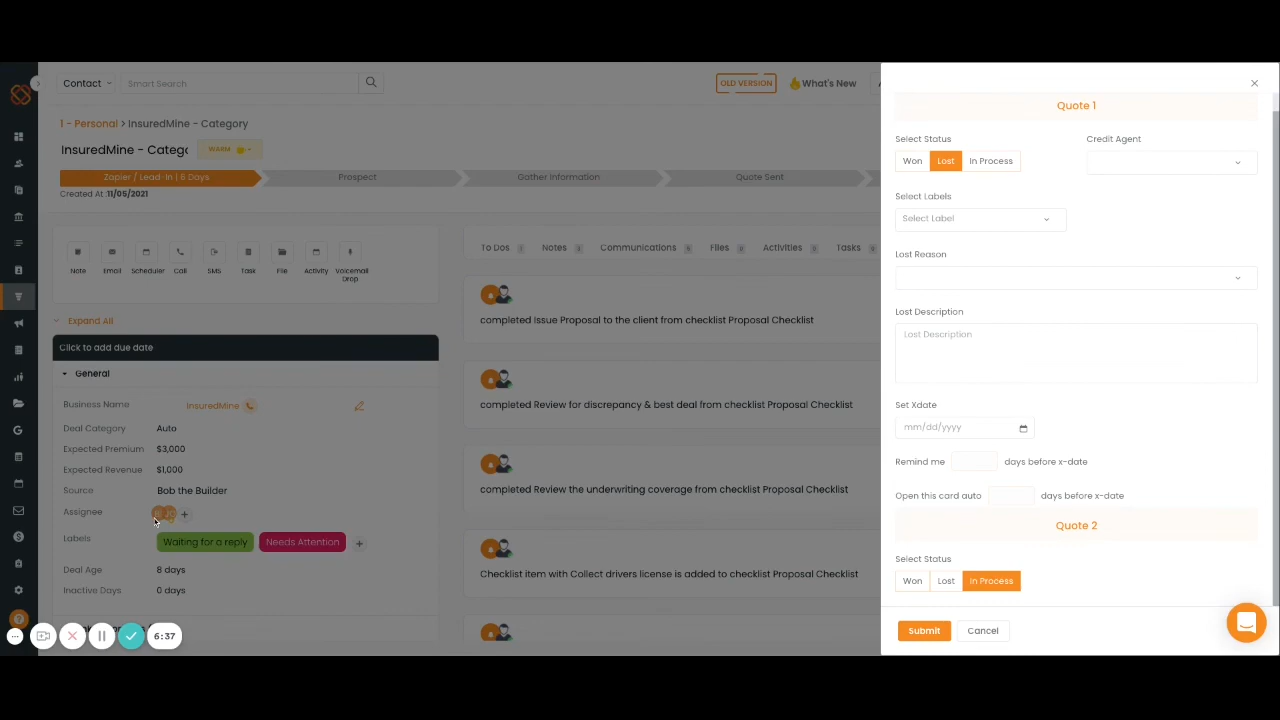 Contact
Smart Search
OLD VERSION
What's New
1 - Personal > InsuredMine - Category
InsuredMine - Catego
WARM
Zapier / Lead-In | 6 Days
Prospect
Gather Information
Quote Sent
Created At :11/05/2021
Note
Email
Scheduler
Call
SMS
Task
File
Activity
Voicemail
Drop
Expand All
Click to add due date
General
Business Name InsuredMine
Deal Category Auto
Expected Premium $3,000
Expected Revenue $1,000
Source Bob the Builder
Assignee
Labels Waiting for a reply Needs Attention
Deal Age 8 days
Inactive Days 0 days
6:37
To Dos
Notes
Communications
Files
Activities
Tasks
completed Issue Proposal to the client from checklist Proposal Checklist
completed Review for discrepancy & best deal from checklist Proposal Checklist
completed Review the underwriting coverage from checklist Proposal Checklist
Checklist item with Collect drivers license is added to checklist Proposal Checklist
Quote 1
Select Status
Won Lost In Process
Credit Agent
Select Labels
Select Label
Lost Reason
Lost Description
Lost Description
Set Xdate
mm/dd/yyyy
Remind me days before x-date
Open this card auto days before x-date
Quote 2
Select Status
Won Lost In Process
Submit
Cancel